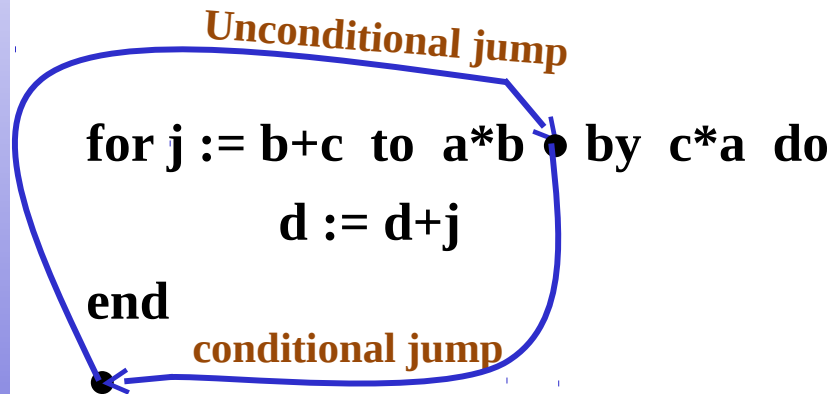 Unconditional jump
for j := b+c to a*b • by c*a do
d := d+j
end
conditional jump